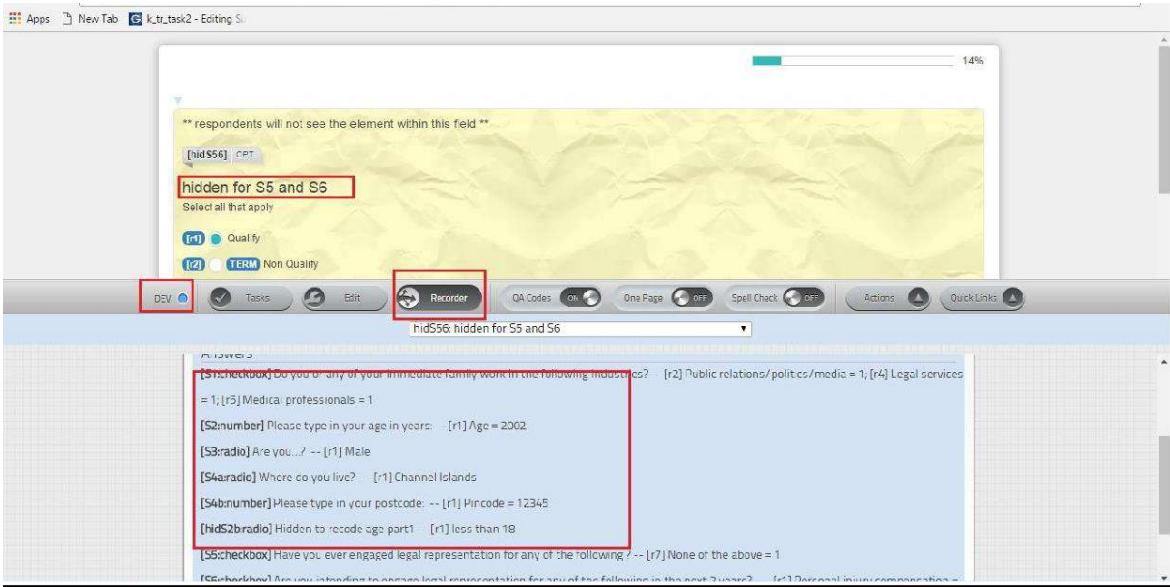 Apps New Tab k_tr_task2 - Editing S
14%
** respondents will not see the element within this field **
[hidS56] CPT
hidden for S5 and S6
Select all that apply
[r1] Qualify
[r2] TERM Non Qualify
DEV Tasks Edit Recorder QA Codes ON One Page OFF Spell Check OFF Actions Quick Links
hidS56: hidden for S5 and S6
Answers
[S1:checkbox] Do you or any of your immediate family work in the following industries? -- [r2] Public relations/politics/media = 1; [r4] Legal services
= 1; [r5] Medical professionals = 1
[S2:number] Please type in your age in years: -- [r1] Age = 2002
[S3:radio] Are you...? -- [r1] Male
[S4a:radio] Where do you live? -- [r1] Channel Islands
[S4b:number] Please type in your postcode: -- [r1] Pincode = 12345
[hidS2b:radio] Hidden to recode age part1 -- [r1] less than 18
[S5:checkbox] Have you ever engaged legal representation for any of the following ? -- [r7] None of the above = 1
[S6:checkbox] Are you intending to engage legal representation for any of the following in the next 2 years? -- [r1] Personal injury compensation =